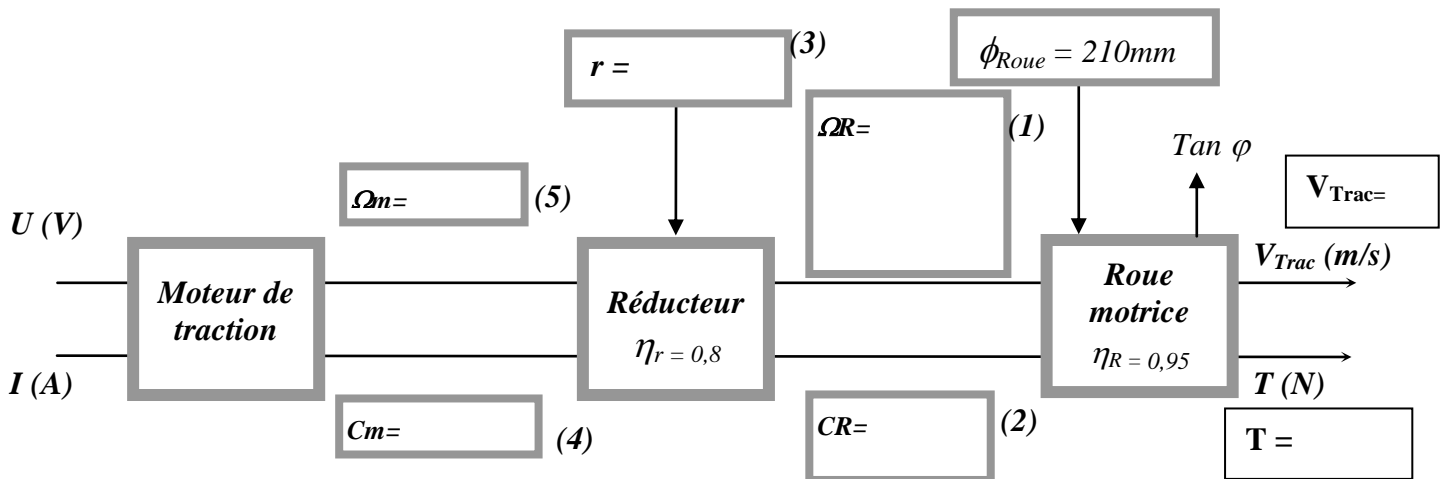 r =
(3)
ϕRoue = 210mm
ΩR=
(1)
Tan φ
VTrac=
Ωm=
(5)
U (V)
VTrac (m/s)
Moteur de
traction
Réducteur
ηr = 0,8
Roue
motrice
ηR = 0,95
I (A)
T (N)
Cm=
(4)
CR=
(2)
T =